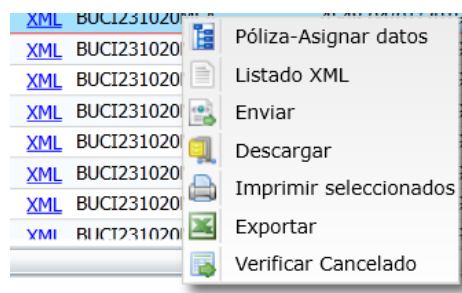 XML BUCI231020
Póliza-Asignar datos
XML BUCI231020
Listado XML
XML BUCI231020
Enviar
XML BUCI231020
Descargar
XML BUCI231020
Imprimir seleccionados
XML BUCI231020
Exportar
XML BUCI231020
Verificar Cancelado